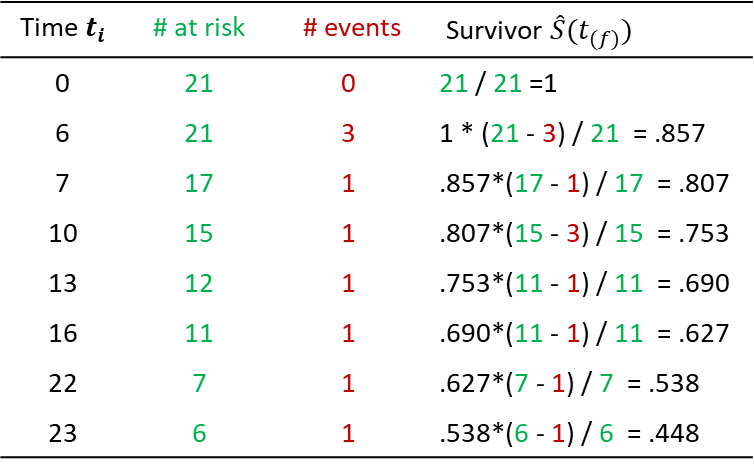 Time t_i # at risk # events Survivor Ŝ(t_(f))
0 21 0 21 / 21 =1
6 21 3 1 * (21 - 3) / 21 = .857
7 17 1 .857*(17 - 1) / 17 = .807
10 15 1 .807*(15 - 3) / 15 = .753
13 12 1 .753*(11 - 1) / 11 = .690
16 11 1 .690*(11 - 1) / 11 = .627
22 7 1 .627*(7 - 1) / 7 = .538
23 6 1 .538*(6 - 1) / 6 = .448